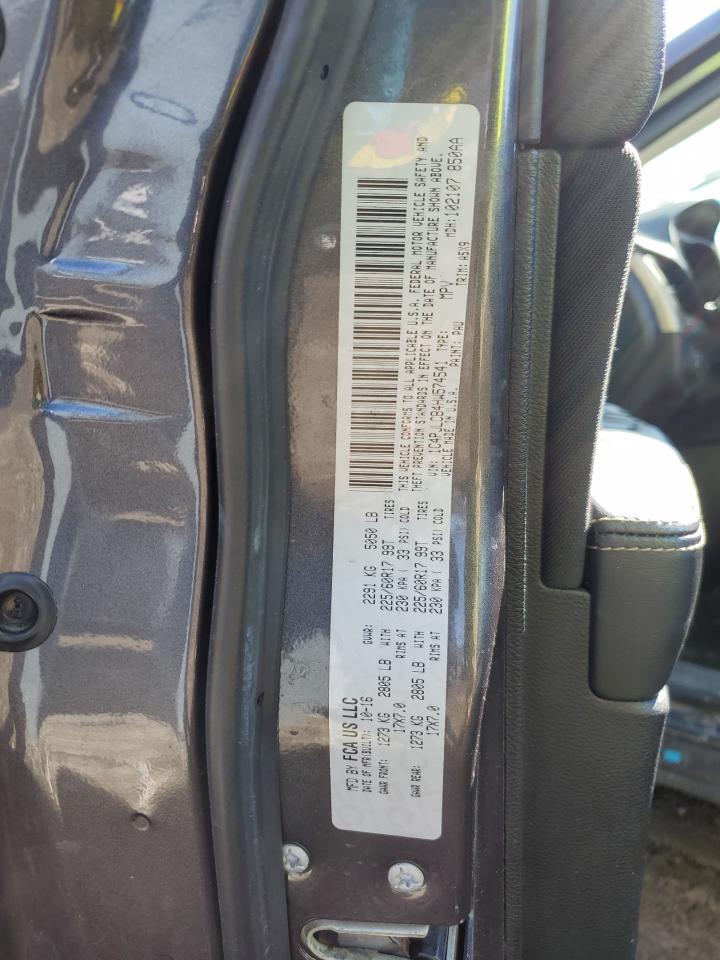 MFD BY FCA US LLC
DATE OF MFR(BUILT): 10-16 GVWR: 2291 KG 5050 LB
GAWR FRONT: 1273 KG 2805 LB WITH 225/60R17 99T TIRES
17X7.0 RIMS AT 230 KPA ( 33 PSI) COLD
GAWR REAR: 1273 KG 2805 LB WITH 225/60R17 99T TIRES
17X7.0 RIMS AT 230 KPA ( 33 PSI) COLD
THIS VEHICLE CONFORMS TO ALL APPLICABLE U.S.A. FEDERAL MOTOR VEHICLE SAFETY AND
THEFT PREVENTION STANDARDS IN EFFECT ON THE DATE OF MANUFACTURE SHOWN ABOVE.
VIN: 1C4PJLCB4HW574541 TYPE: MPV MDH:102107 850AA
VEHICLE MADE IN U.S.A. PAINT: PAU TRIM: A5X9